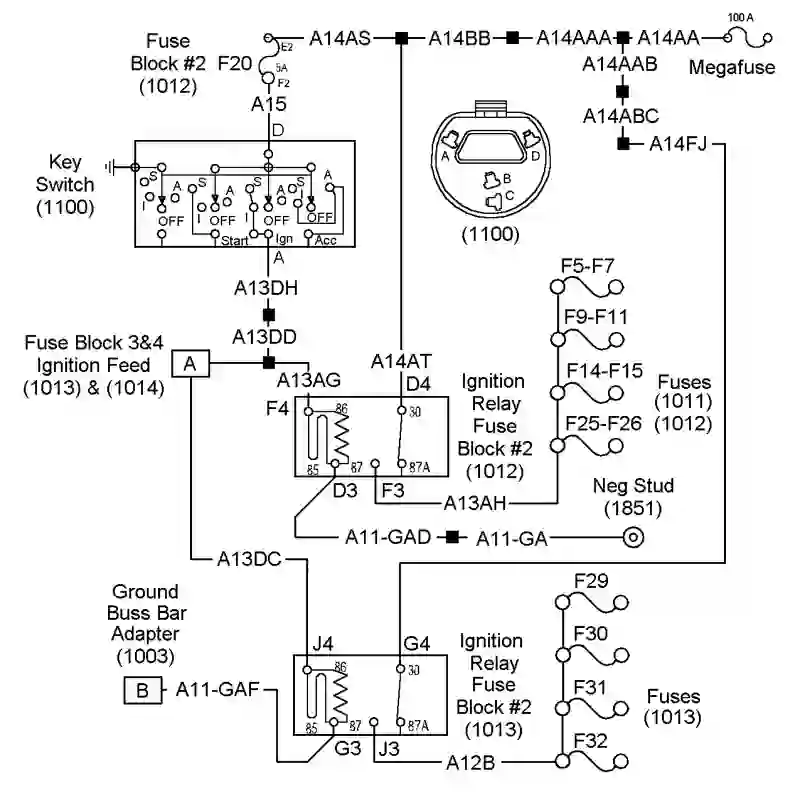 Fuse
Block #2
(1012)
F20
E2
5A
F2
A14AS
A14BB
A14AAA
A14AA
100 A
Megafuse
A14AAB
A14ABC
A14FJ
A15
D
Key
Switch
(1100)
S
A
I
OFF
S
A
I
OFF
S
A
I
OFF
S
A
I
OFF
Start
Ign
Acc
A
A
D
B
C
(1100)
A13DH
A13DD
Fuse Block 3&4
Ignition Feed
(1013) & (1014)
A
A13AG
A14AT
F4
D4
86
30
85
87
87A
D3
F3
Ignition
Relay
Fuse
Block #2
(1012)
F5-F7
F9-F11
F14-F15
F25-F26
Fuses
(1011)
(1012)
A13AH
Neg Stud
(1851)
A11-GAD
A11-GA
A13DC
Ground
Buss Bar
Adapter
(1003)
B
A11-GAF
J4
G4
86
30
85
87
87A
G3
J3
Ignition
Relay
Fuse
Block #2
(1013)
F29
F30
F31
F32
Fuses
(1013)
A12B